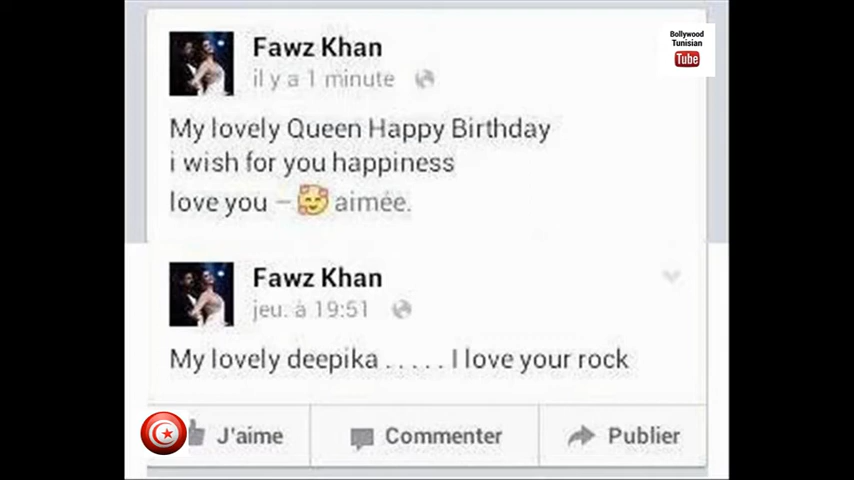 Bollywood
Tunisian
Tube
Fawz Khan
il y a 1 minute
My lovely Queen Happy Birthday
i wish for you happiness
love you – aimée.
Fawz Khan
jeu. à 19:51
My lovely deepika . . . . . I love your rock
J'aime
Commenter
Publier